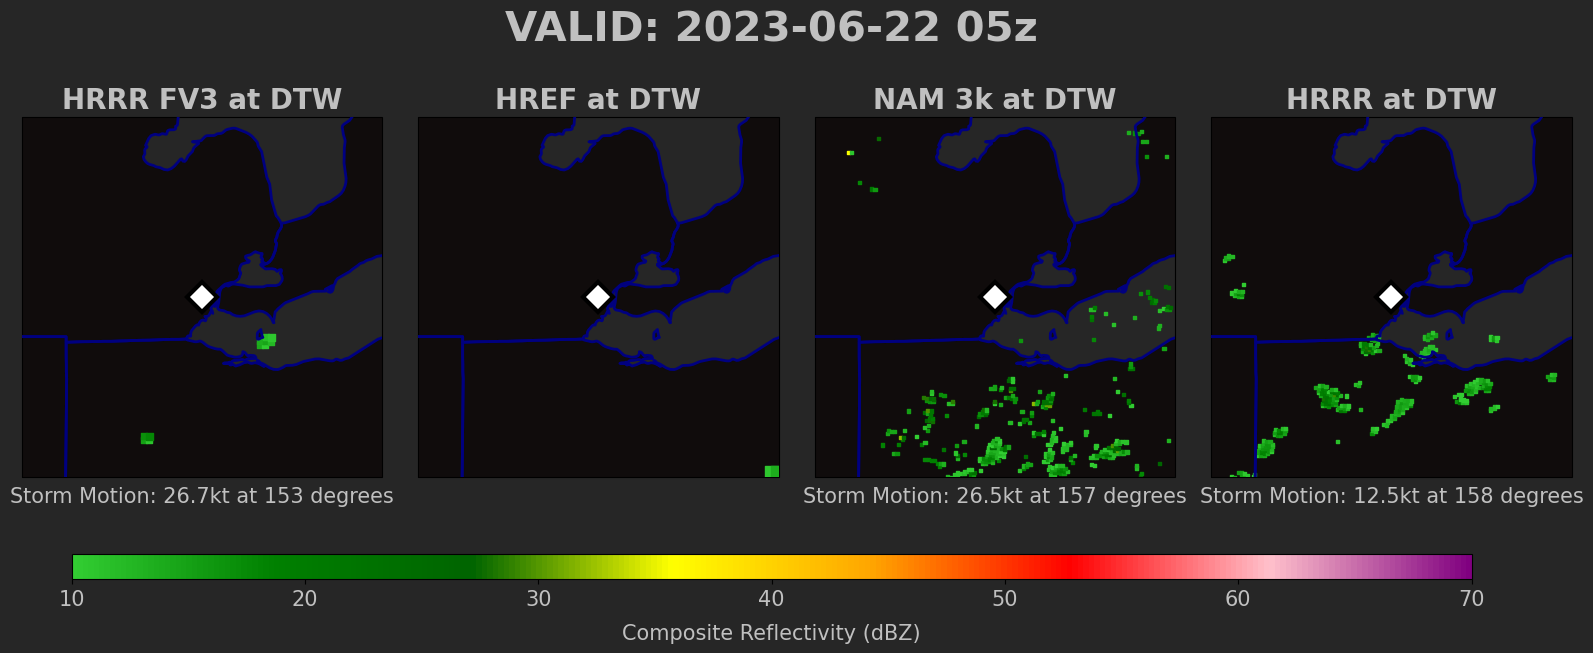 VALID: 2023-06-22 05z
HRRR FV3 at DTW
HREF at DTW
NAM 3k at DTW
HRRR at DTW
Storm Motion: 26.7kt at 153 degrees
Storm Motion: 26.5kt at 157 degrees
Storm Motion: 12.5kt at 158 degrees
10 20 30 40 50 60 70
Composite Reflectivity (dBZ)